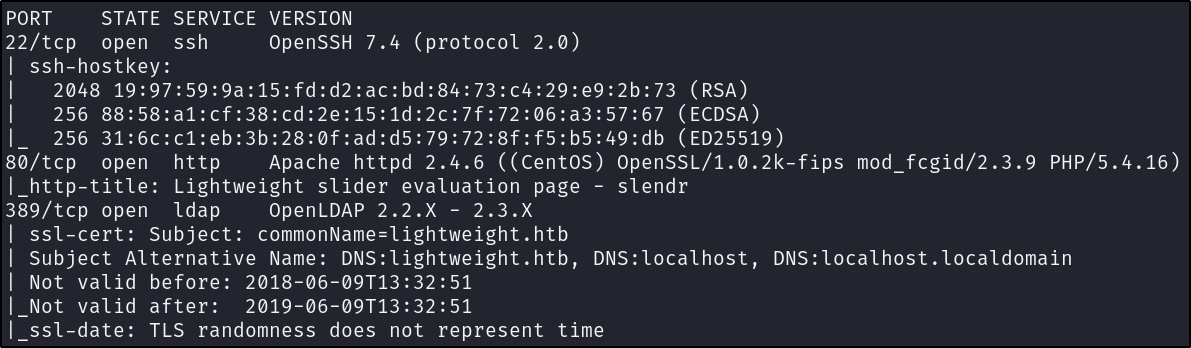 PORT    STATE SERVICE VERSION
22/tcp  open  ssh     OpenSSH 7.4 (protocol 2.0)
| ssh-hostkey:
|   2048 19:97:59:9a:15:fd:d2:ac:bd:84:73:c4:29:e9:2b:73 (RSA)
|   256 88:58:a1:cf:38:cd:2e:15:1d:2c:7f:72:06:a3:57:67 (ECDSA)
|_  256 31:6c:c1:eb:3b:28:0f:ad:d5:79:72:8f:f5:b5:49:db (ED25519)
80/tcp  open  http    Apache httpd 2.4.6 ((CentOS) OpenSSL/1.0.2k-fips mod_fcgid/2.3.9 PHP/5.4.16)
|_http-title: Lightweight slider evaluation page - slendr
389/tcp open  ldap    OpenLDAP 2.2.X - 2.3.X
| ssl-cert: Subject: commonName=lightweight.htb
| Subject Alternative Name: DNS:lightweight.htb, DNS:localhost, DNS:localhost.localdomain
| Not valid before: 2018-06-09T13:32:51
|_Not valid after:  2019-06-09T13:32:51
|_ssl-date: TLS randomness does not represent time